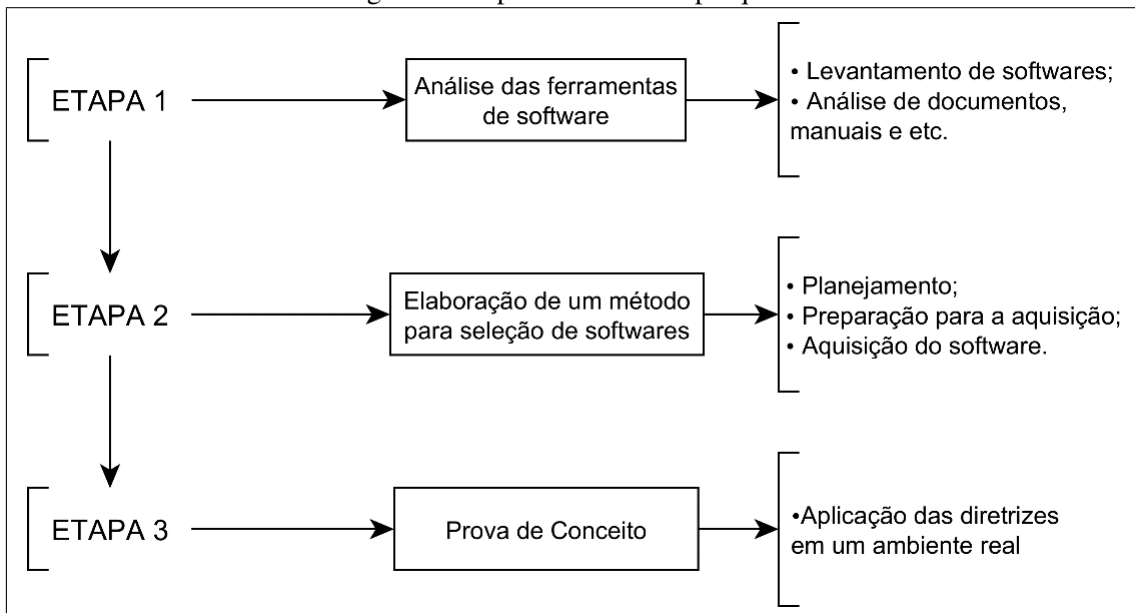 ETAPA 1
Análise das ferramentas
de software
• Levantamento de softwares;
• Análise de documentos,
manuais e etc.
ETAPA 2
Elaboração de um método
para seleção de softwares
• Planejamento;
• Preparação para a aquisição;
• Aquisição do software.
ETAPA 3
Prova de Conceito
•Aplicação das diretrizes
em um ambiente real